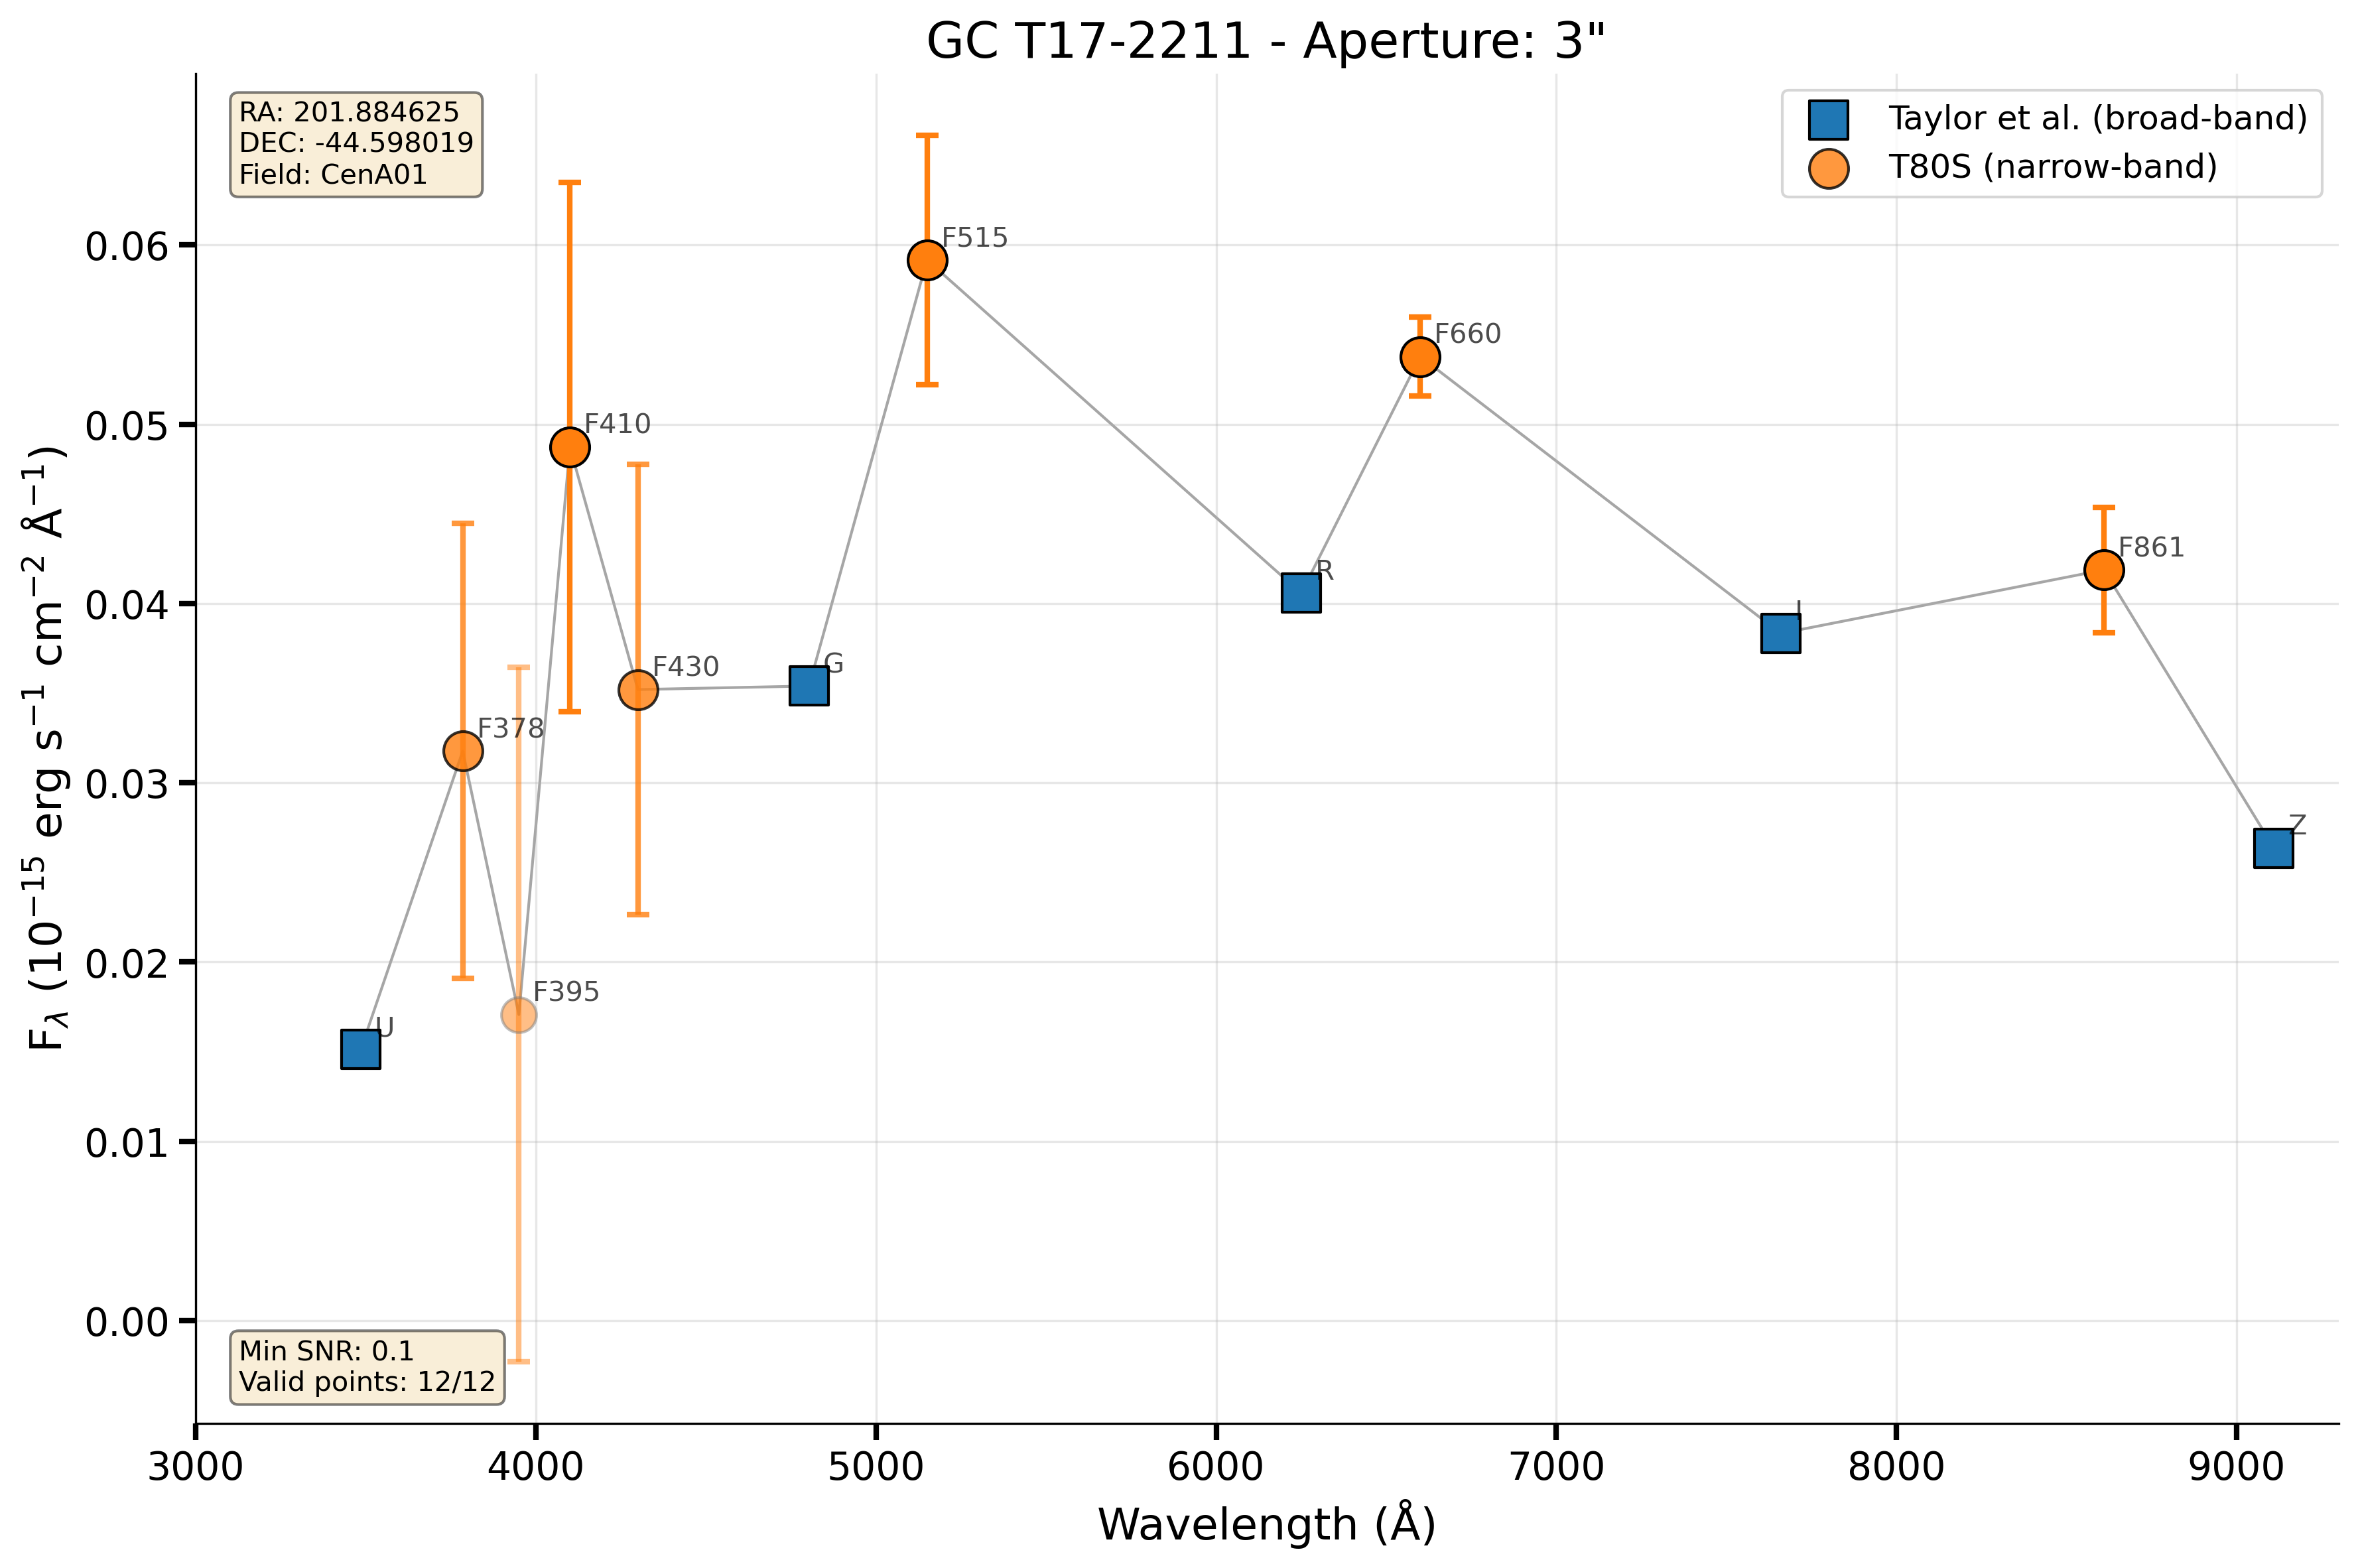 GC T17-2211 - Aperture: 3"
RA: 201.884625
DEC: -44.598019
Field: CenA01
Taylor et al. (broad-band)
T80S (narrow-band)
F515
F660
F410
F861
R
I
F430
G
F378
Z
F395
U
Min SNR: 0.1
Valid points: 12/12
0.06
0.05
0.04
0.03
0.02
0.01
0.00
F$_{λ}$ (10$^{−15}$ erg s$^{−1}$ cm$^{−2}$ Å$^{−1}$)
3000 4000 5000 6000 7000 8000 9000
Wavelength (Å)